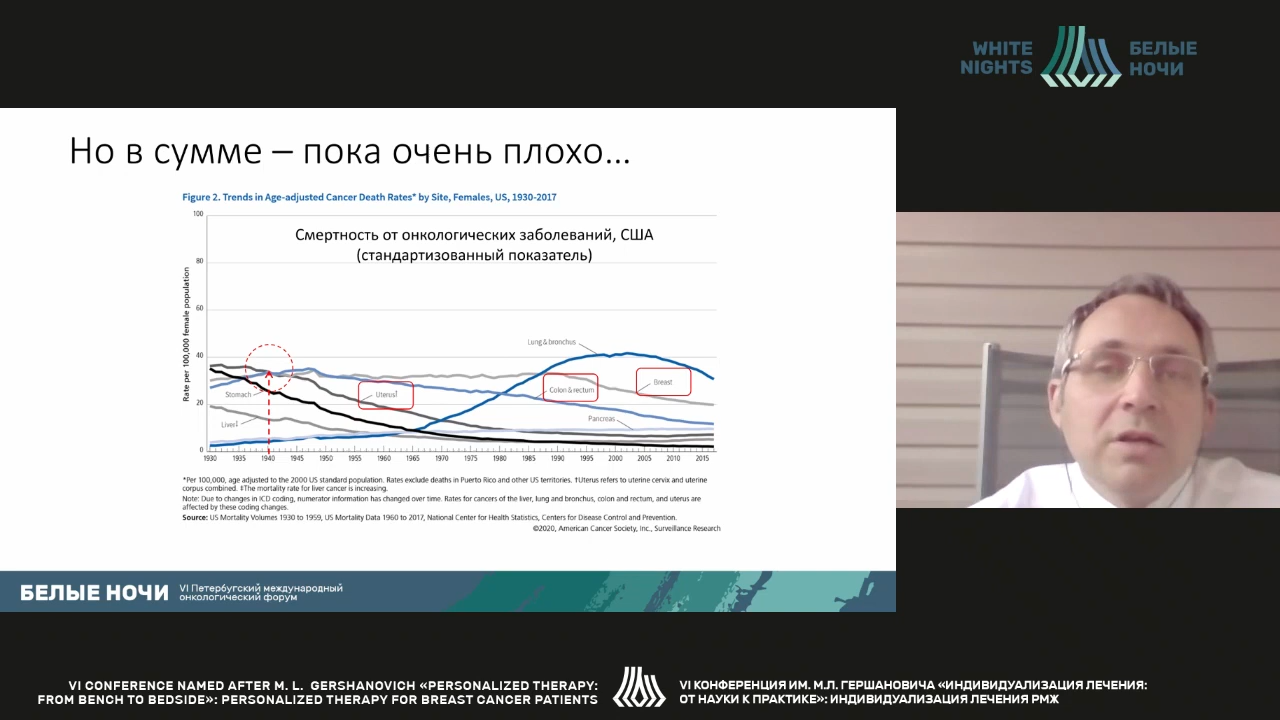 WHITE
NIGHTS
БЕЛЫЕ
НОЧИ
Но в сумме – пока очень плохо...
Figure 2. Trends in Age-adjusted Cancer Death Rates* by Site, Females, US, 1930-2017
Смертность от онкологических заболеваний, США
(стандартизованный показатель)
Rate per 100,000 female population
100
80
60
40
20
0
Lung & bronchus
Stomach
Uterus†
Colon & rectum
Breast
Liver‡
Pancreas
1930 1935 1940 1945 1950 1955 1960 1965 1970 1975 1980 1985 1990 1995 2000 2005 2010 2015
*Per 100,000, age adjusted to the 2000 US standard population. Rates exclude deaths in Puerto Rico and other US territories. †Uterus refers to uterine cervix and uterine
corpus combined. ‡The mortality rate for liver cancer is increasing.
Note: Due to changes in ICD coding, numerator information has changed over time. Rates for cancers of the liver, lung and bronchus, colon and rectum, and uterus are
affected by these coding changes.
Source: US Mortality Volumes 1930 to 1959, US Mortality Data 1960 to 2017, National Center for Health Statistics, Centers for Disease Control and Prevention.
©2020, American Cancer Society, Inc., Surveillance Research
БЕЛЫЕ НОЧИ
VI Петербугский международный
онкологический форум
VI CONFERENCE NAMED AFTER M. L. GERSHANOVICH «PERSONALIZED THERAPY:
FROM BENCH TO BEDSIDE»: PERSONALIZED THERAPY FOR BREAST CANCER PATIENTS
VI КОНФЕРЕНЦИЯ ИМ. М.Л. ГЕРШАНОВИЧА «ИНДИВИДУАЛИЗАЦИЯ ЛЕЧЕНИЯ:
ОТ НАУКИ К ПРАКТИКЕ»: ИНДИВИДУАЛИЗАЦИЯ ЛЕЧЕНИЯ РМЖ